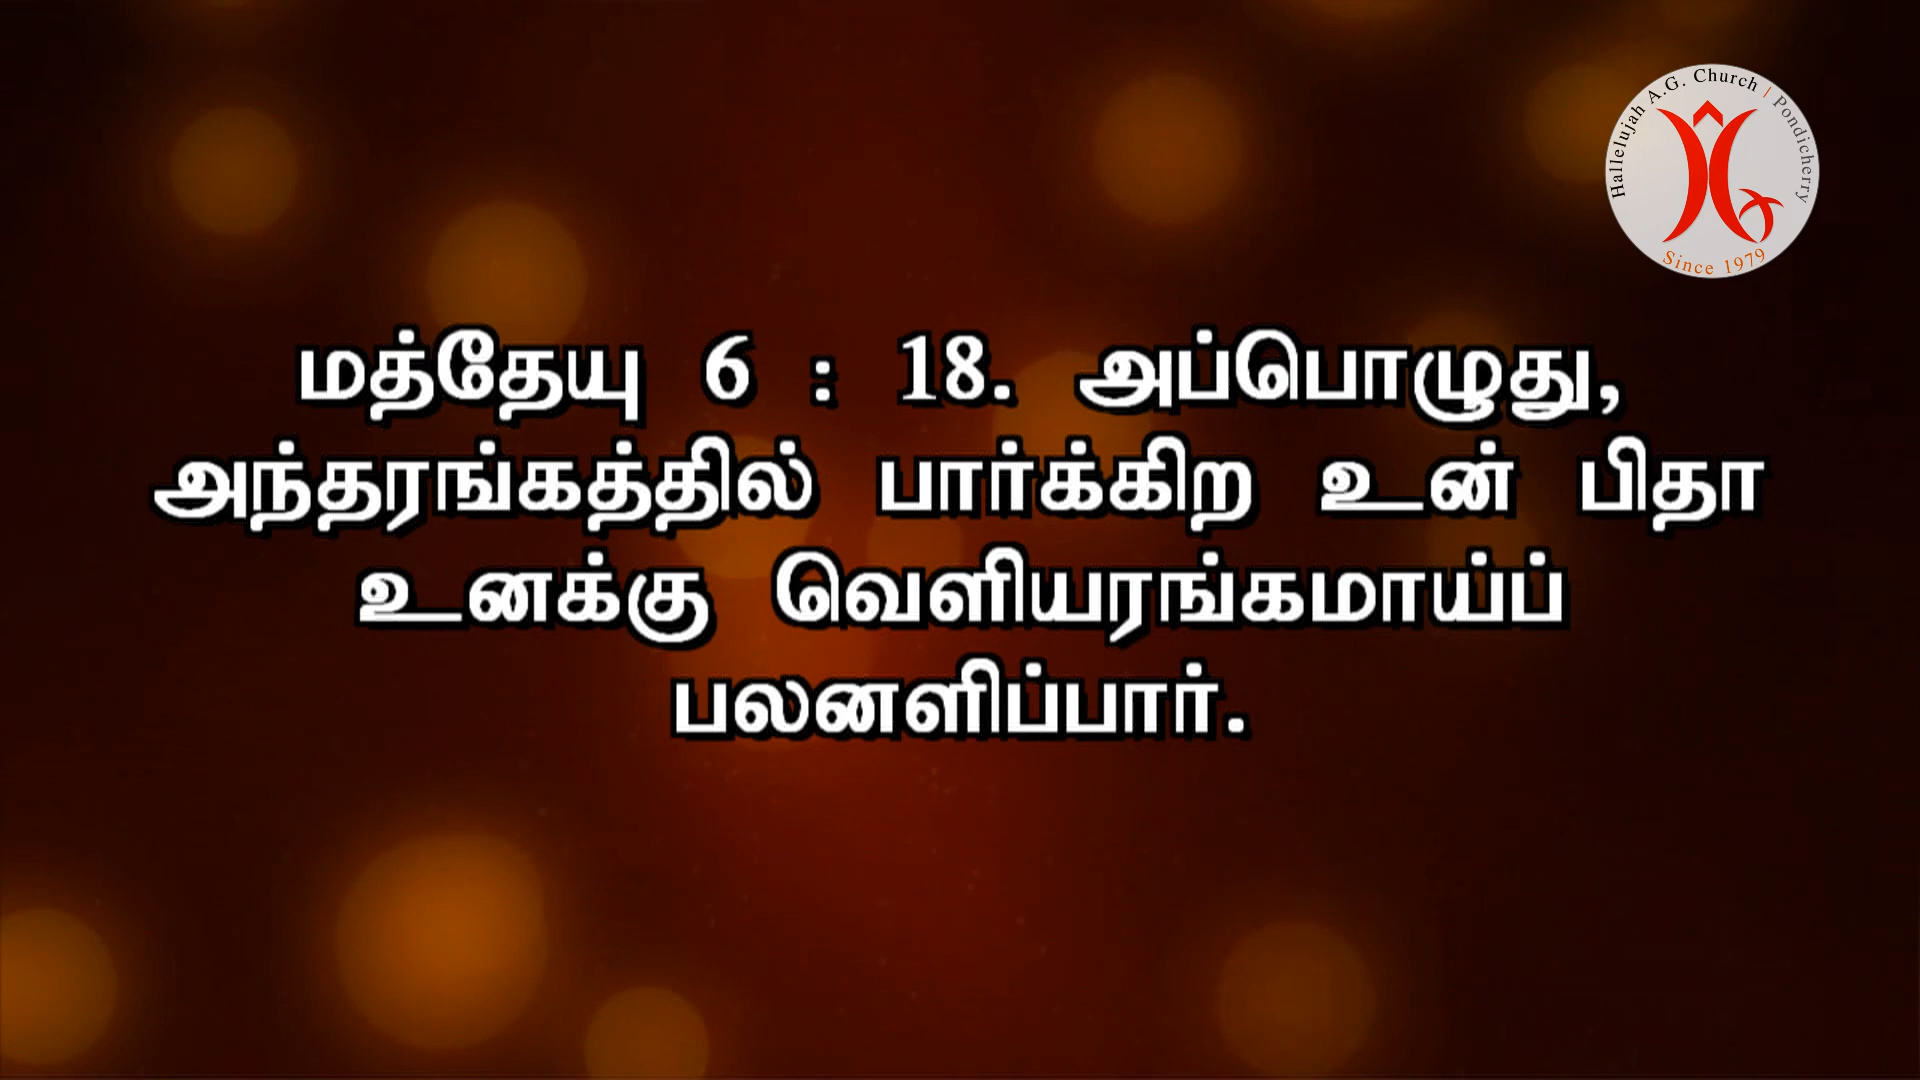 Hallelujah A.G. Church | Pondicherry
Since 1979
மத்தேயு 6 : 18. அப்பொழுது,
அந்தரங்கத்தில் பார்க்கிற உன் பிதா
உனக்கு வெளியரங்கமாய்ப்
பலனளிப்பார்.